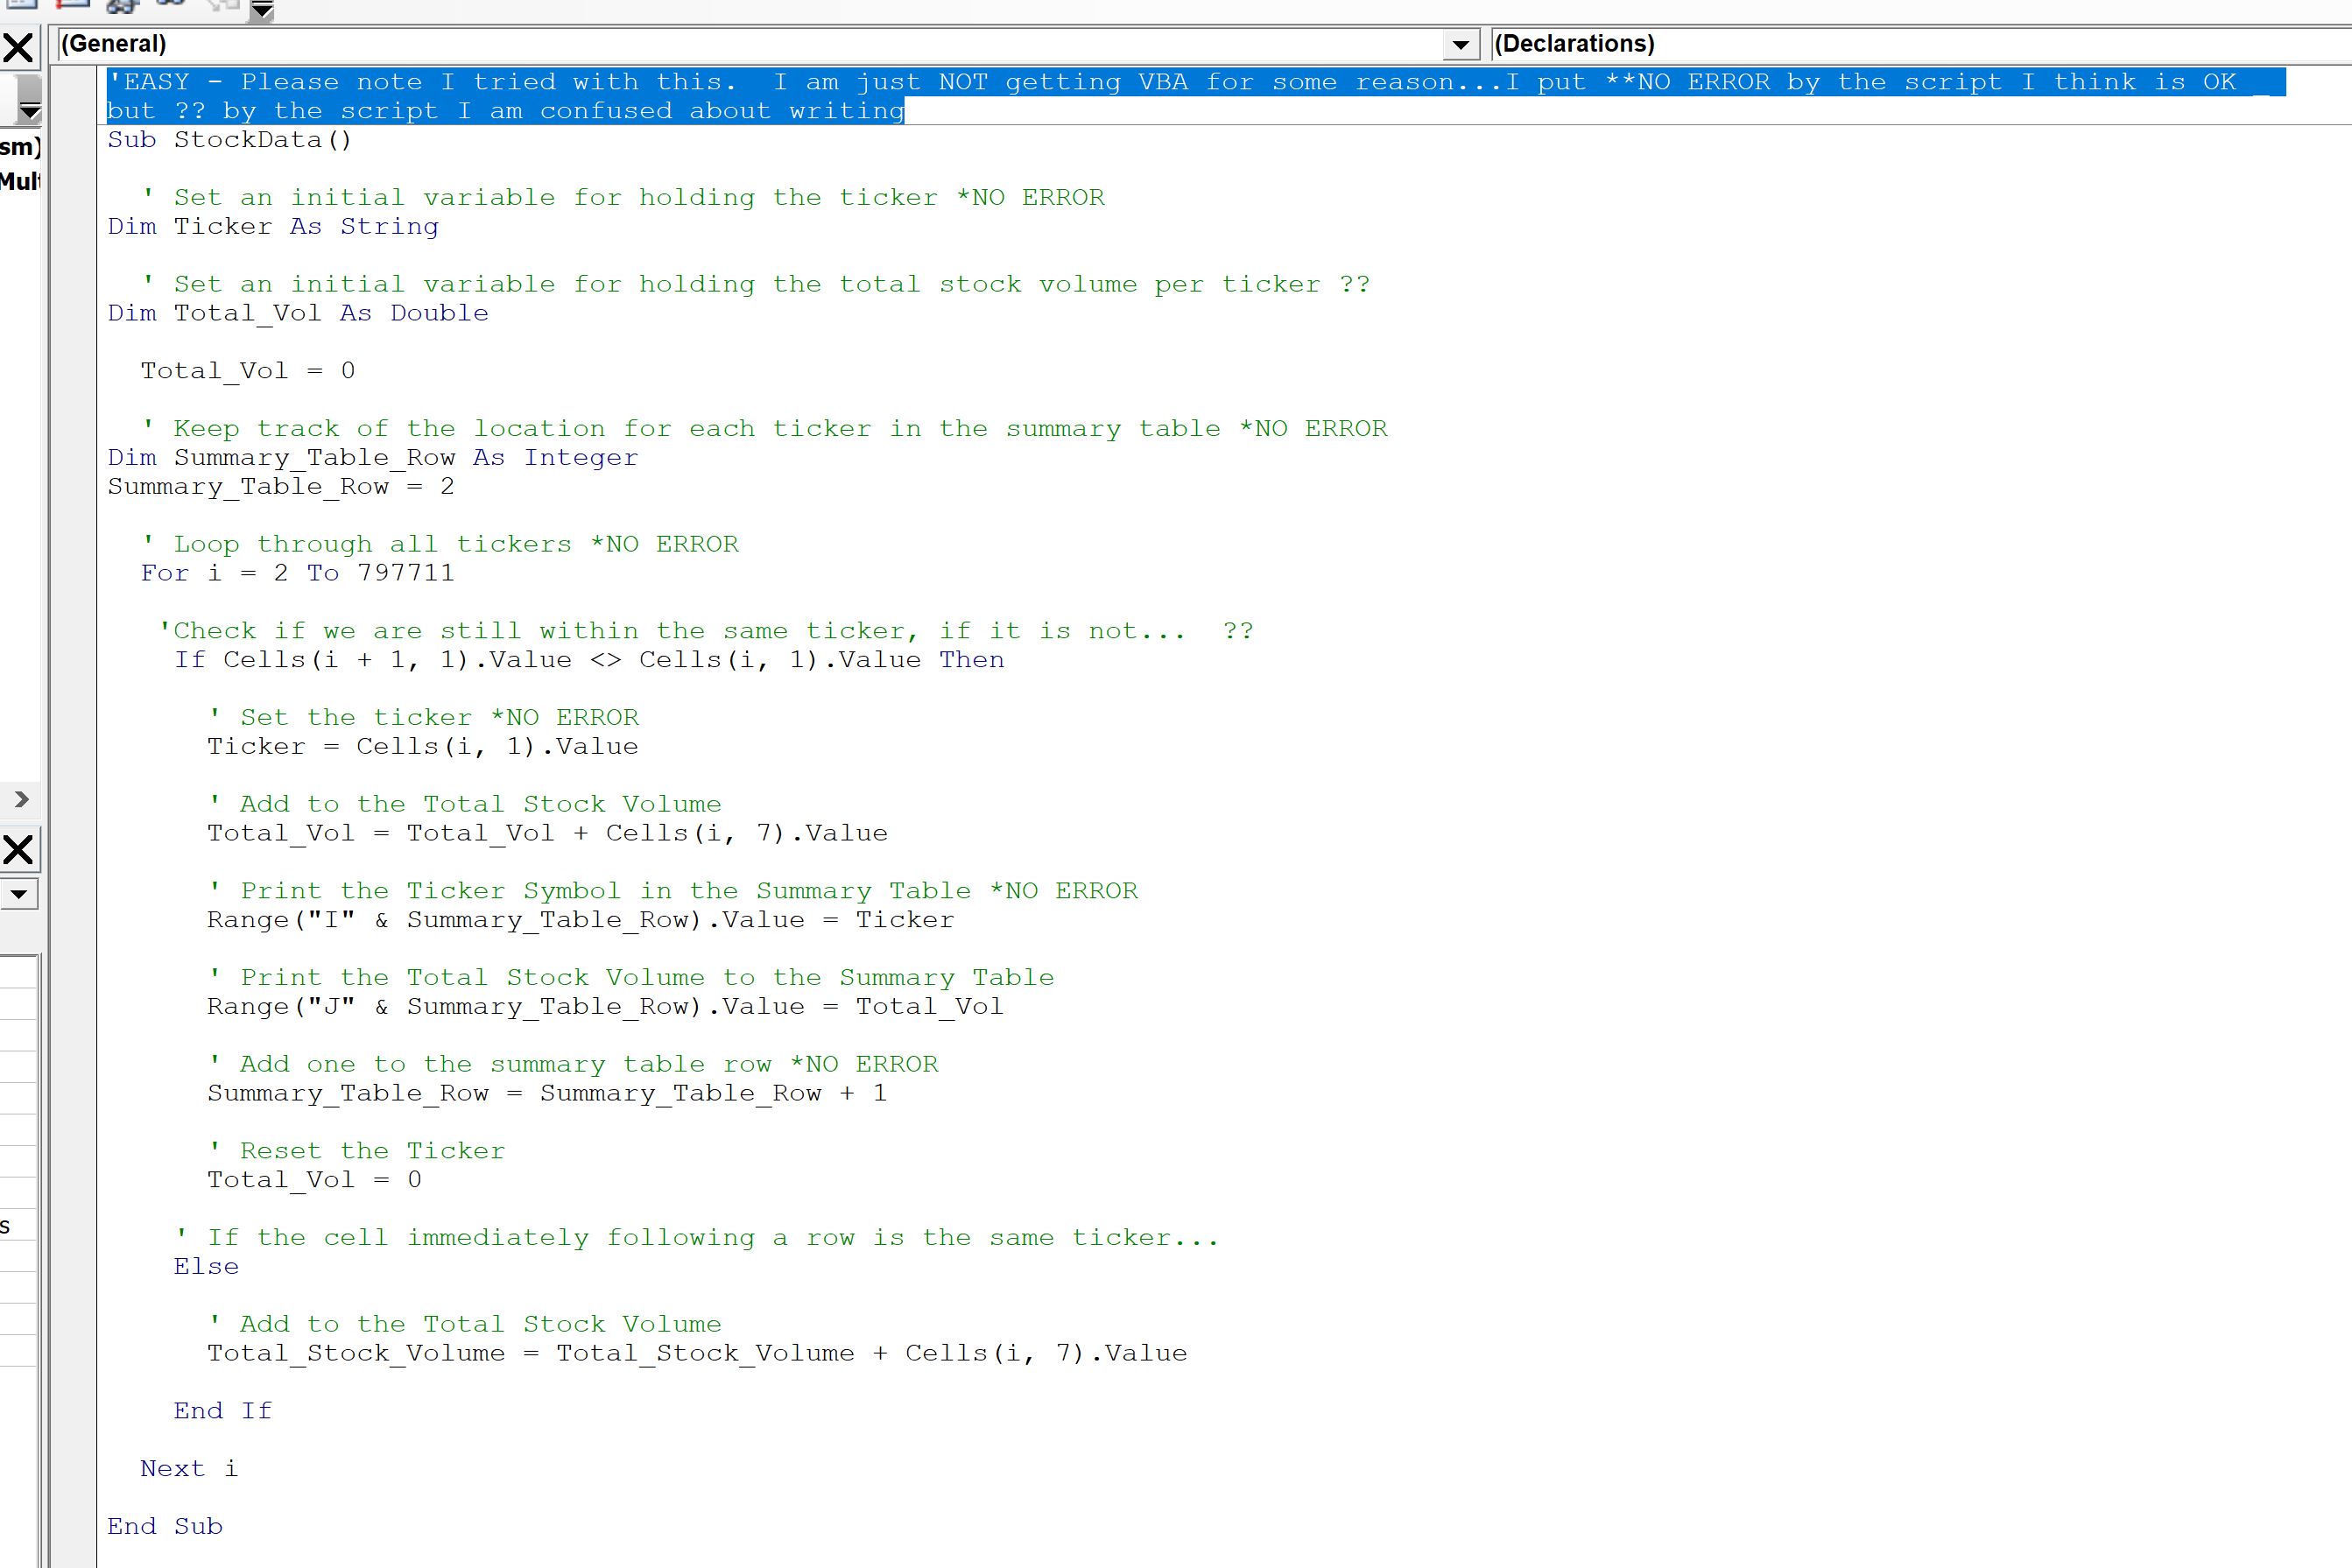 (General)
(Declarations)
sm)
Mult
s
'EASY - Please note I tried with this.  I am just NOT getting VBA for some reason...I put **NO ERROR by the script I think is OK _
but ?? by the script I am confused about writing
Sub StockData()
' Set an initial variable for holding the ticker *NO ERROR
Dim Ticker As String
' Set an initial variable for holding the total stock volume per ticker ??
Dim Total_Vol As Double
Total_Vol = 0
' Keep track of the location for each ticker in the summary table *NO ERROR
Dim Summary_Table_Row As Integer
Summary_Table_Row = 2
' Loop through all tickers *NO ERROR
For i = 2 To 797711
'Check if we are still within the same ticker, if it is not...  ??
If Cells(i + 1, 1).Value <> Cells(i, 1).Value Then
' Set the ticker *NO ERROR
Ticker = Cells(i, 1).Value
' Add to the Total Stock Volume
Total_Vol = Total_Vol + Cells(i, 7).Value
' Print the Ticker Symbol in the Summary Table *NO ERROR
Range("I" & Summary_Table_Row).Value = Ticker
' Print the Total Stock Volume to the Summary Table
Range("J" & Summary_Table_Row).Value = Total_Vol
' Add one to the summary table row *NO ERROR
Summary_Table_Row = Summary_Table_Row + 1
' Reset the Ticker
Total_Vol = 0
' If the cell immediately following a row is the same ticker...
Else
' Add to the Total Stock Volume
Total_Stock_Volume = Total_Stock_Volume + Cells(i, 7).Value
End If
Next i
End Sub